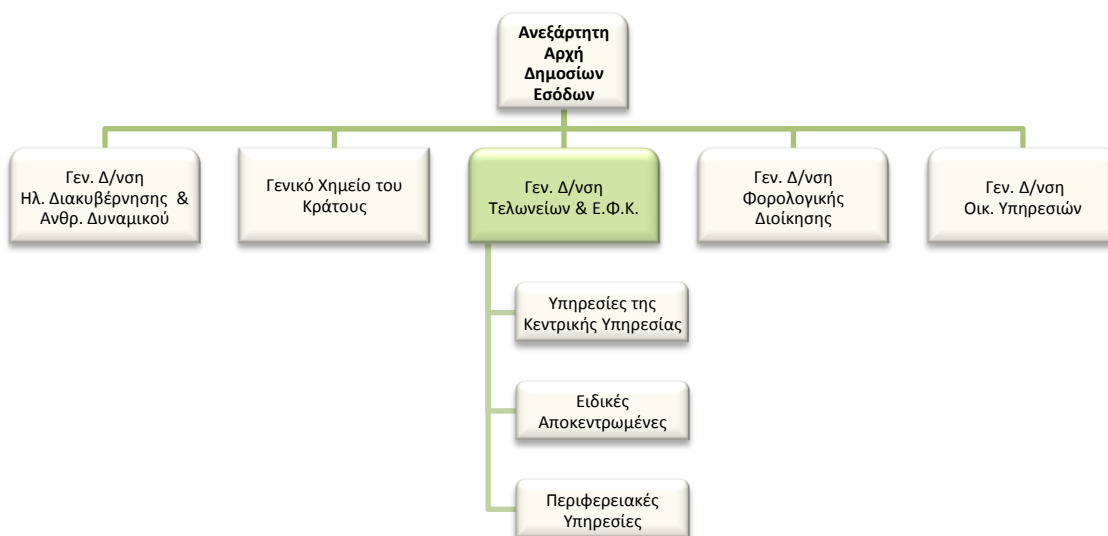 Ανεξάρτητη
Αρχή
Δημοσίων
Εσόδων
Γεν. Δ/νση
Ηλ. Διακυβέρνησης &
Ανθρ. Δυναμικού
Γενικό Χημείο του
Κράτους
Γεν. Δ/νση
Τελωνείων & Ε.Φ.Κ.
Γεν. Δ/νση
Φορολογικής
Διοίκησης
Γεν. Δ/νση
Οικ. Υπηρεσιών
Υπηρεσίες της
Κεντρικής Υπηρεσίας
Ειδικές
Αποκεντρωμένες
Περιφερειακές
Υπηρεσίες